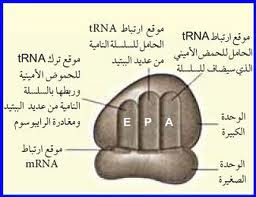 موقع ارتباط tRNA
الحامل للحمض الأميني
الذي سيضاف للسلسلة
موقع ارتباط tRNA
الحامل للسلسلة النامية
من عديد الببتيد
موقع ترك tRNA
للحموض الأمينية
وربطها بالسلسلة
النامية من عديد الببتيد
ومغادرة الرايبوسوم
موقع ارتباط
mRNA
E P A
الوحدة
الكبيرة
الوحدة
الصغيرة